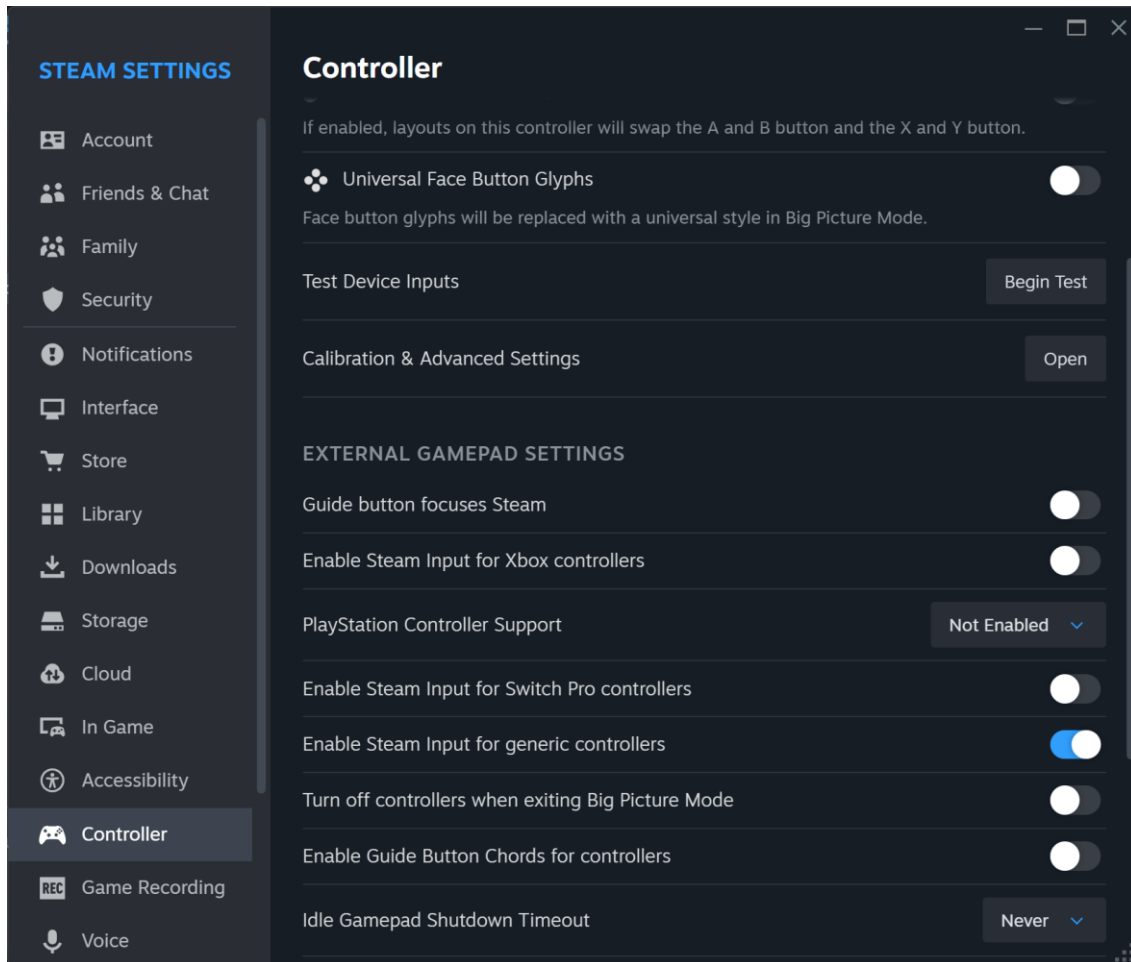 STEAM SETTINGS
Account
Friends & Chat
Family
Security
Notifications
Interface
Store
Library
Downloads
Storage
Cloud
In Game
Accessibility
Controller
REC Game Recording
Voice
Controller
If enabled, layouts on this controller will swap the A and B button and the X and Y button.
Universal Face Button Glyphs
Face button glyphs will be replaced with a universal style in Big Picture Mode.
Test Device Inputs Begin Test
Calibration & Advanced Settings Open
EXTERNAL GAMEPAD SETTINGS
Guide button focuses Steam
Enable Steam Input for Xbox controllers
PlayStation Controller Support Not Enabled
Enable Steam Input for Switch Pro controllers
Enable Steam Input for generic controllers
Turn off controllers when exiting Big Picture Mode
Enable Guide Button Chords for controllers
Idle Gamepad Shutdown Timeout Never